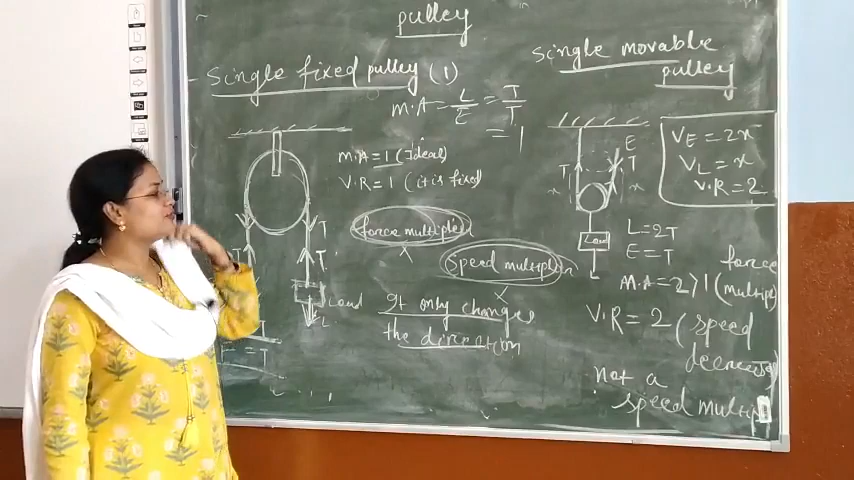 pulley
single fixed pulley (1)
M.A = L/E = T/T
= 1
M.A = 1 (Ideal)
V.R = 1 (it is fixed)
force multiplier
x
speed multiplier
x
It only changes
the direction
T
T
T
Load
L
E = T
single movable
pulley
E
T
T
x
x
Load
L
VE = 2x
VL = x
V.R = 2
L = 2T
E = T
M.A = 2 > 1 (force
multipl
V.R = 2 (speed
decreases)
not a
speed multipl